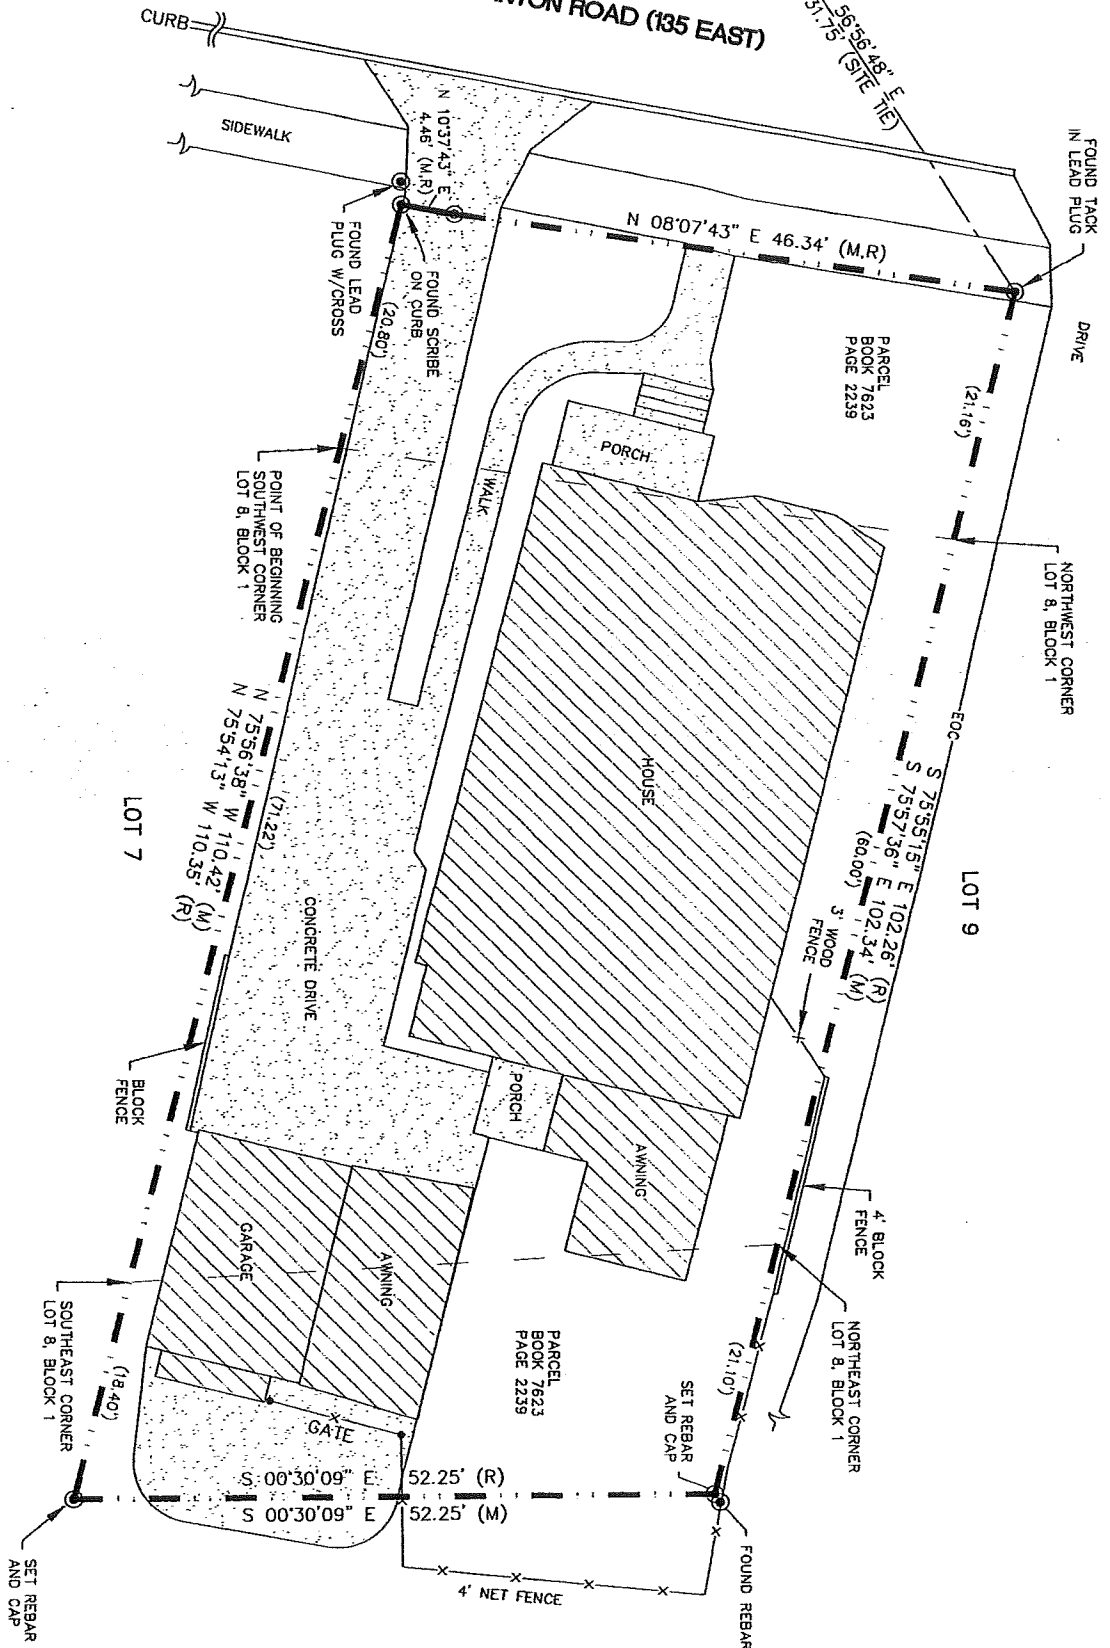 ROAD (135 EAST)
56°56'48" E
31.75' (SITE TIE)
CURB
SIDEWALK
N 10°37'43" E
4.46' (M,R)
FOUND TACK
IN LEAD PLUG
DRIVE
N 08°07'43" E 46.34' (M,R)
FOUND LEAD
PLUG W/CROSS
FOUND SCRIBE
ON CURB
(20.80')
PARCEL
BOOK 7623
PAGE 2239
(21.16')
PORCH
WALK
POINT OF BEGINNING
SOUTHWEST CORNER
LOT 8, BLOCK 1
NORTHWEST CORNER
LOT 8, BLOCK 1
EOC
S 75°55'15" E 102.26' (R)
S 75°57'36" E 102.34' (M)
(60.00')
LOT 9
HOUSE
N 75°56'38" W 110.42' (M)
N 75°54'13" W 110.35' (R)
(71.22')
LOT 7
CONCRETE DRIVE
3' WOOD
FENCE
BLOCK
FENCE
PORCH
AWNING
4' BLOCK
FENCE
GARAGE
AWNING
NORTHEAST CORNER
LOT 8, BLOCK 1
SOUTHEAST CORNER
LOT 8, BLOCK 1
(18.40')
PARCEL
BOOK 7623
PAGE 2239
(21.10')
SET REBAR
AND CAP
GATE
S 00°30'09" E 52.25' (R)
S 00°30'09" E 52.25' (M)
FOUND REBAR
4' NET FENCE
SET REBAR
AND CAP